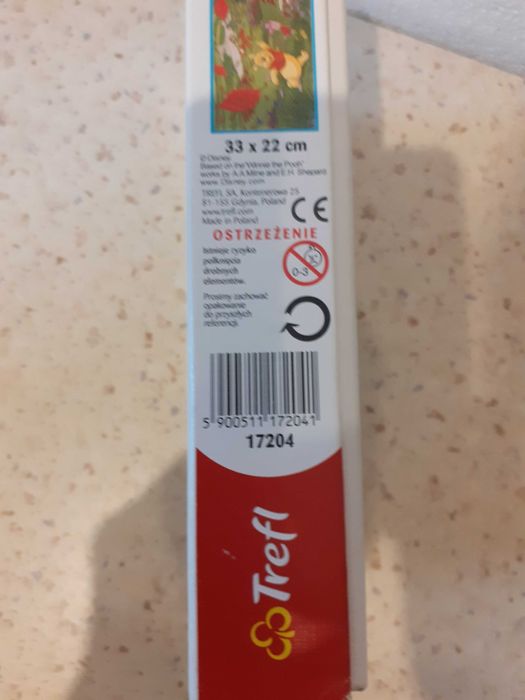 33 x 22 cm
© Disney
Based on the "Winnie the Pooh"
works by A.A Milne and E.H. Shepard
www.Disney.com
TREFL SA, Kontenerowa 25
81-155 Gdynia, Poland
www.trefl.com
Made in Poland
CE
OSTRZEŻENIE
Istnieje ryzyko
połknięcia
drobnych
elementów.
0-3
Prosimy zachować
opakowanie
do przyszłych
referencji.
5 900511 172041
17204
Trefl